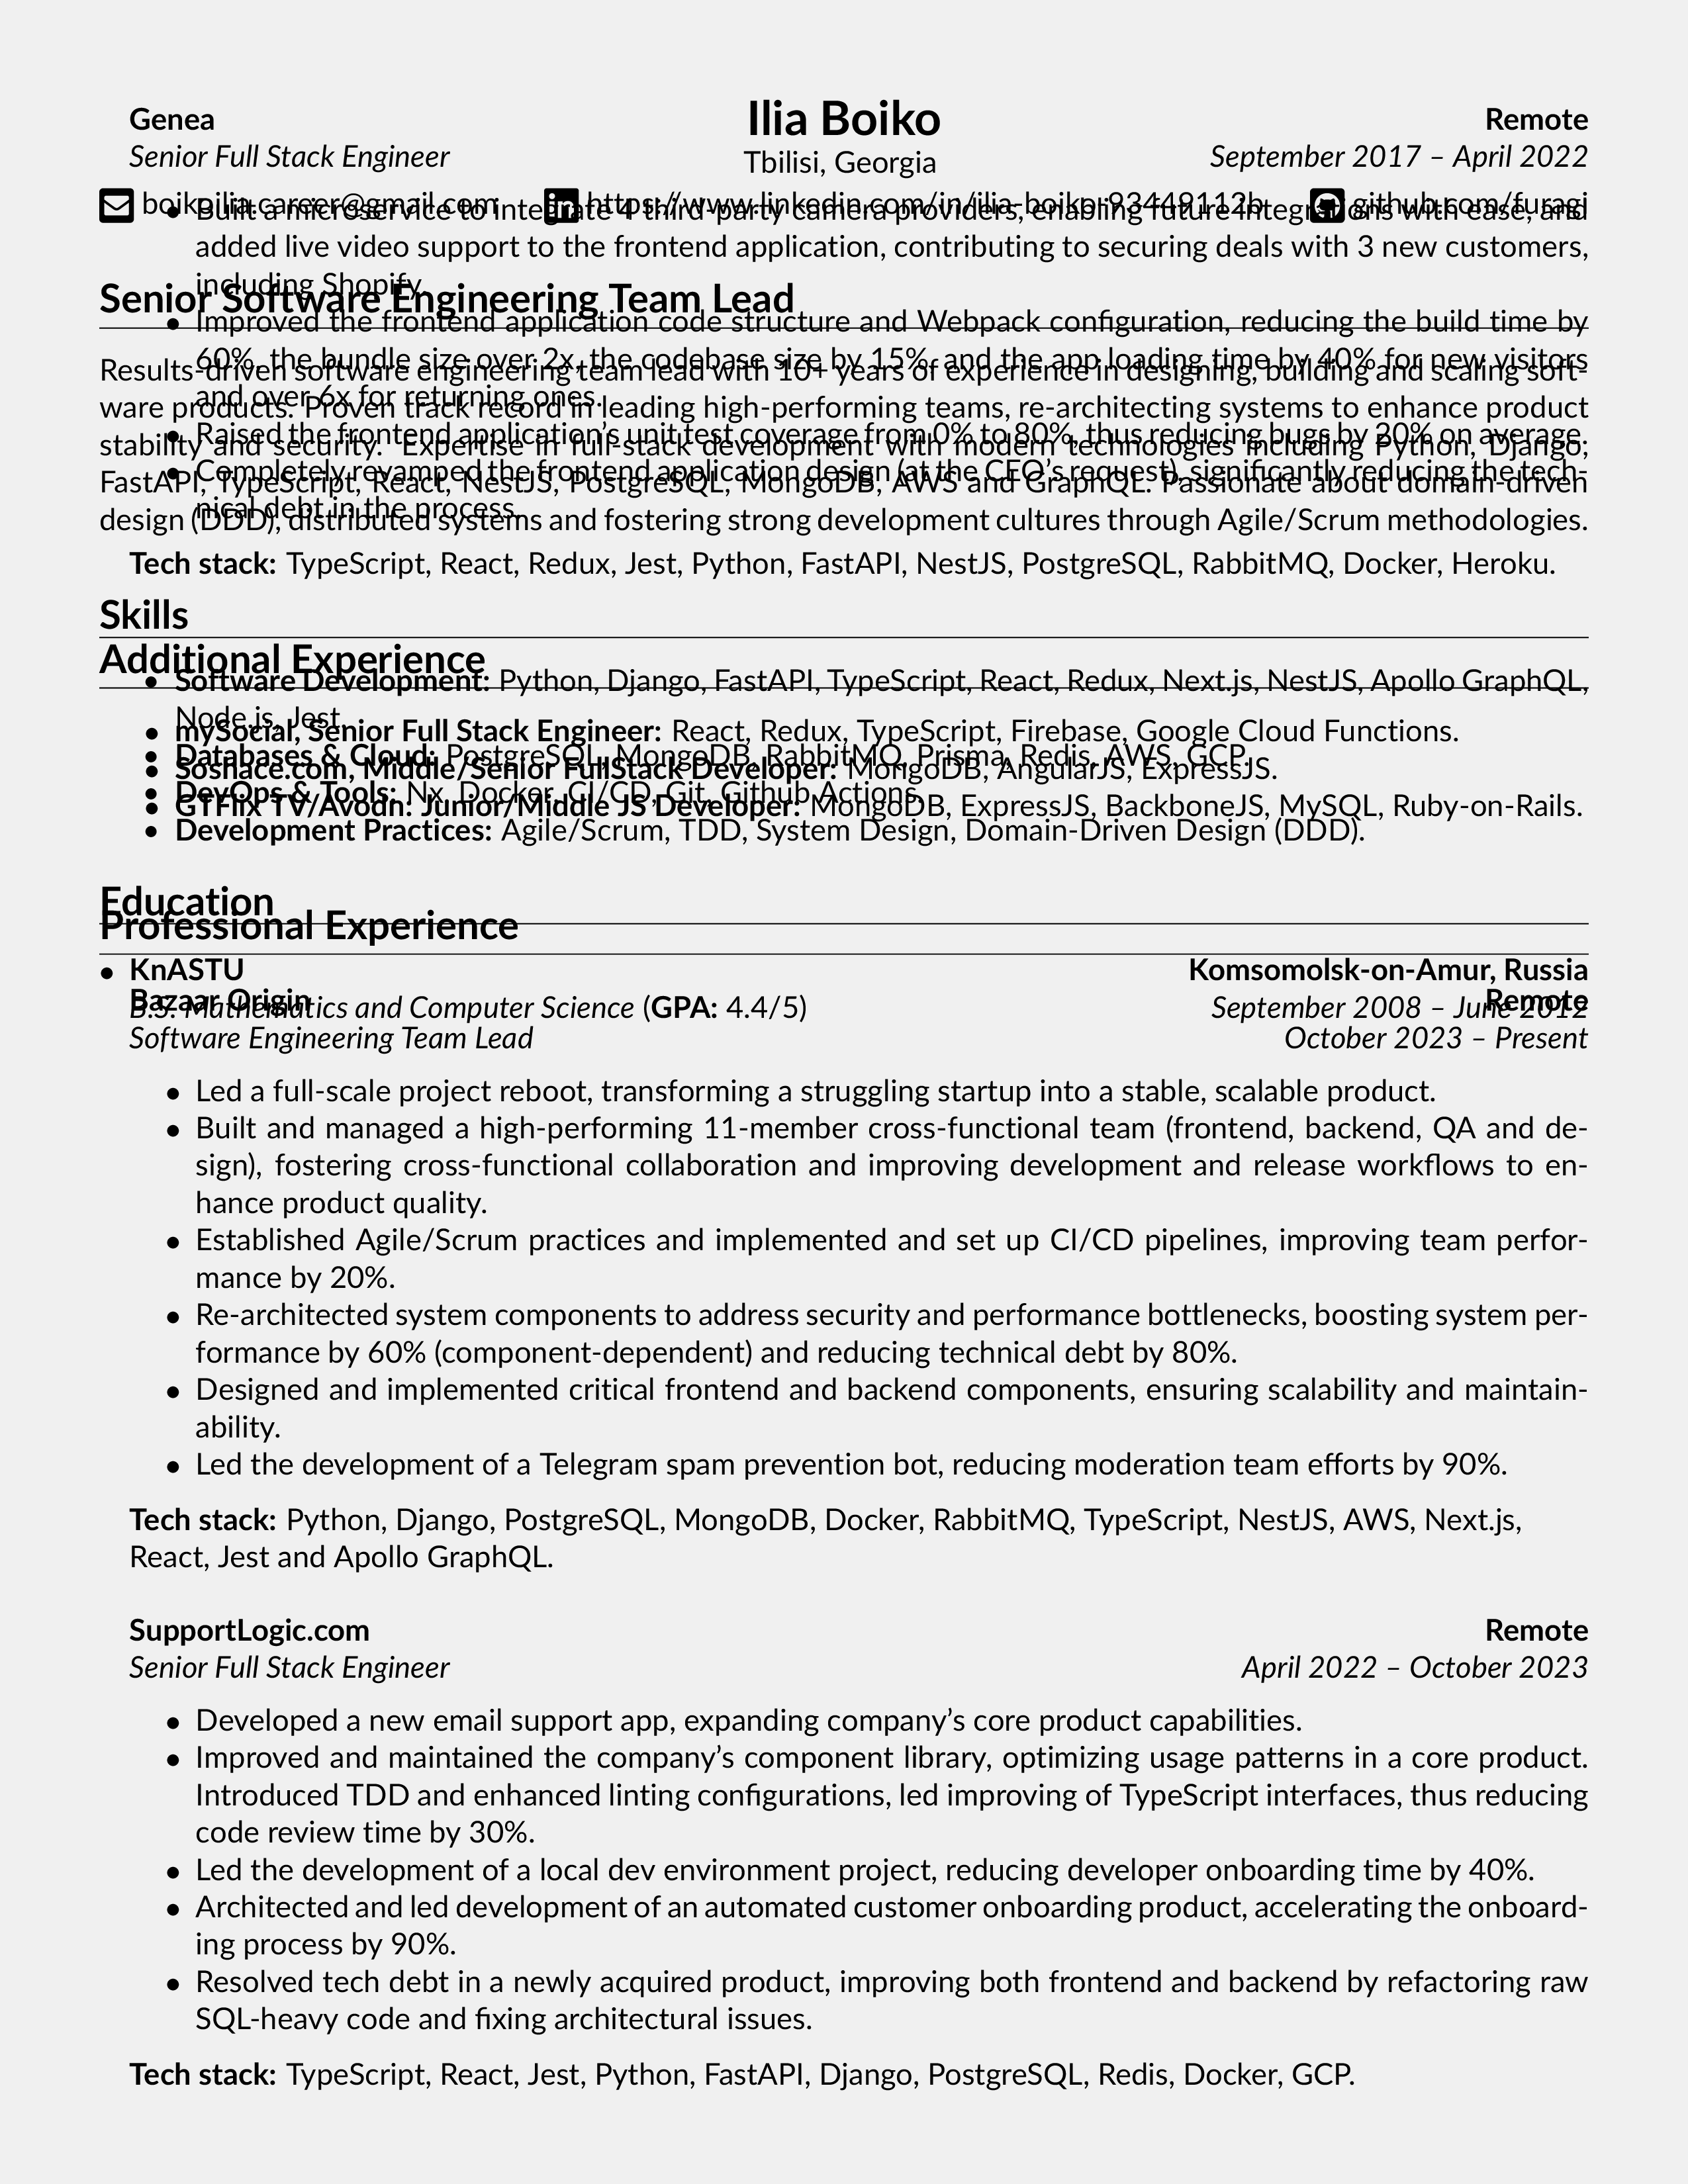 Ilia Boiko
Tbilisi, Georgia
boiko.ilia.career@gmail.com https://www.linkedin.com/in/ilia-boiko-93449112b github.com/furagi
Senior Software Engineering Team Lead
Results-driven software engineering team lead with 10+ years of experience in designing, building and scaling soft-
ware products. Proven track record in leading high-performing teams, re-architecting systems to enhance product
stability and security. Expertise in full-stack development with modern technologies including Python, Django,
FastAPI, TypeScript, React, NestJS, PostgreSQL, MongoDB, AWS and GraphQL. Passionate about domain-driven
design (DDD), distributed systems and fostering strong development cultures through Agile/Scrum methodologies.
Skills
• Software Development: Python, Django, FastAPI, TypeScript, React, Redux, Next.js, NestJS, Apollo GraphQL,
Node.js, Jest.
• Databases & Cloud: PostgreSQL, MongoDB, RabbitMQ, Prisma, Redis, AWS, GCP.
• DevOps & Tools: Nx, Docker, CI/CD, Git, Github Actions.
• Development Practices: Agile/Scrum, TDD, System Design, Domain-Driven Design (DDD).
Professional Experience
Bazaar Origin Remote
Software Engineering Team Lead October 2023 – Present
• Led a full-scale project reboot, transforming a struggling startup into a stable, scalable product.
• Built and managed a high-performing 11-member cross-functional team (frontend, backend, QA and de-
sign), fostering cross-functional collaboration and improving development and release workflows to en-
hance product quality.
• Established Agile/Scrum practices and implemented and set up CI/CD pipelines, improving team perfor-
mance by 20%.
• Re-architected system components to address security and performance bottlenecks, boosting system per-
formance by 60% (component-dependent) and reducing technical debt by 80%.
• Designed and implemented critical frontend and backend components, ensuring scalability and maintain-
ability.
• Led the development of a Telegram spam prevention bot, reducing moderation team efforts by 90%.
Tech stack: Python, Django, PostgreSQL, MongoDB, Docker, RabbitMQ, TypeScript, NestJS, AWS, Next.js,
React, Jest and Apollo GraphQL.
SupportLogic.com Remote
Senior Full Stack Engineer April 2022 – October 2023
• Developed a new email support app, expanding company's core product capabilities.
• Improved and maintained the company's component library, optimizing usage patterns in a core product.
Introduced TDD and enhanced linting configurations, led improving of TypeScript interfaces, thus reducing
code review time by 30%.
• Led the development of a local dev environment project, reducing developer onboarding time by 40%.
• Architected and led development of an automated customer onboarding product, accelerating the onboard-
ing process by 90%.
• Resolved tech debt in a newly acquired product, improving both frontend and backend by refactoring raw
SQL-heavy code and fixing architectural issues.
Tech stack: TypeScript, React, Jest, Python, FastAPI, Django, PostgreSQL, Redis, Docker, GCP.
Genea Remote
Senior Full Stack Engineer September 2017 – April 2022
• Built a microservice to integrate 4 third-party camera providers, enabling future integrations with ease, and
added live video support to the frontend application, contributing to securing deals with 3 new customers,
including Shopify.
• Improved the frontend application code structure and Webpack configuration, reducing the build time by
60%, the bundle size over 2x, the codebase size by 15%, and the app loading time by 40% for new visitors
and over 6x for returning ones.
• Raised the frontend application's unit test coverage from 0% to 80%, thus reducing bugs by on average.
• Completely revamped the frontend application design (at the CEO's request), significantly reducing the tech-
nical debt in the process.
Tech stack: TypeScript, React, Redux, Jest, Python, FastAPI, NestJS, PostgreSQL, RabbitMQ, Docker, Heroku.
Additional Experience
• mySocial, Senior Full Stack Engineer: React, Redux, TypeScript, Firebase, Google Cloud Functions.
• Soshace.com, Middle/Senior FullStack Developer: MongoDB, AngularJS, ExpressJS.
• GTFlix TV/Avodn: Junior/Middle JS Developer: MongoDB, ExpressJS, BackboneJS, MySQL, Ruby-on-Rails.
Education
• KnASTU Komsomolsk-on-Amur, Russia
B.S. Mathematics and Computer Science (GPA: 4.4/5) September 2008 – June 2012